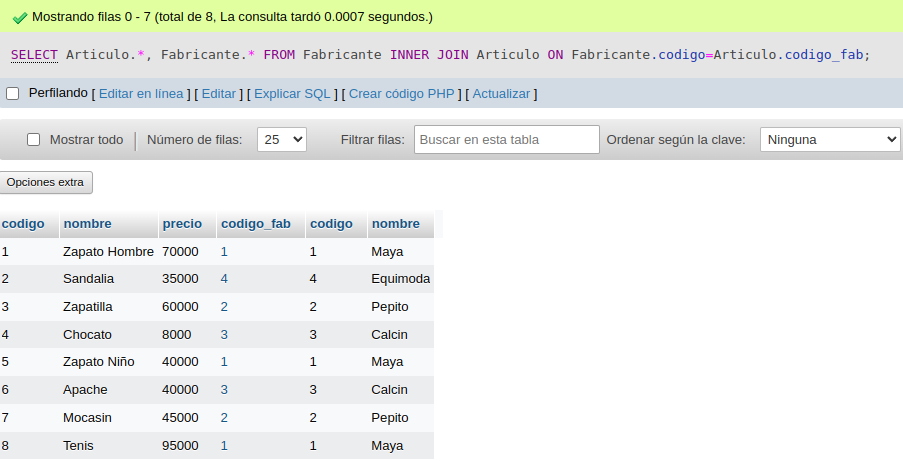 Mostrando filas 0 - 7 (total de 8, La consulta tardó 0.0007 segundos.)
SELECT Articulo.*, Fabricante.* FROM Fabricante INNER JOIN Articulo ON Fabricante.codigo=Articulo.codigo_fab;
Perfilando [ Editar en línea ] [ Editar ] [ Explicar SQL ] [ Crear código PHP ] [ Actualizar ]
Mostrar todo | Número de filas: 25 Filtrar filas: Buscar en esta tabla Ordenar según la clave: Ninguna
Opciones extra
codigo nombre precio codigo_fab codigo nombre
1 Zapato Hombre 70000 1 1 Maya
2 Sandalia 35000 4 4 Equimoda
3 Zapatilla 60000 2 2 Pepito
4 Chocato 8000 3 3 Calcin
5 Zapato Niño 40000 1 1 Maya
6 Apache 40000 3 3 Calcin
7 Mocasin 45000 2 2 Pepito
8 Tenis 95000 1 1 Maya